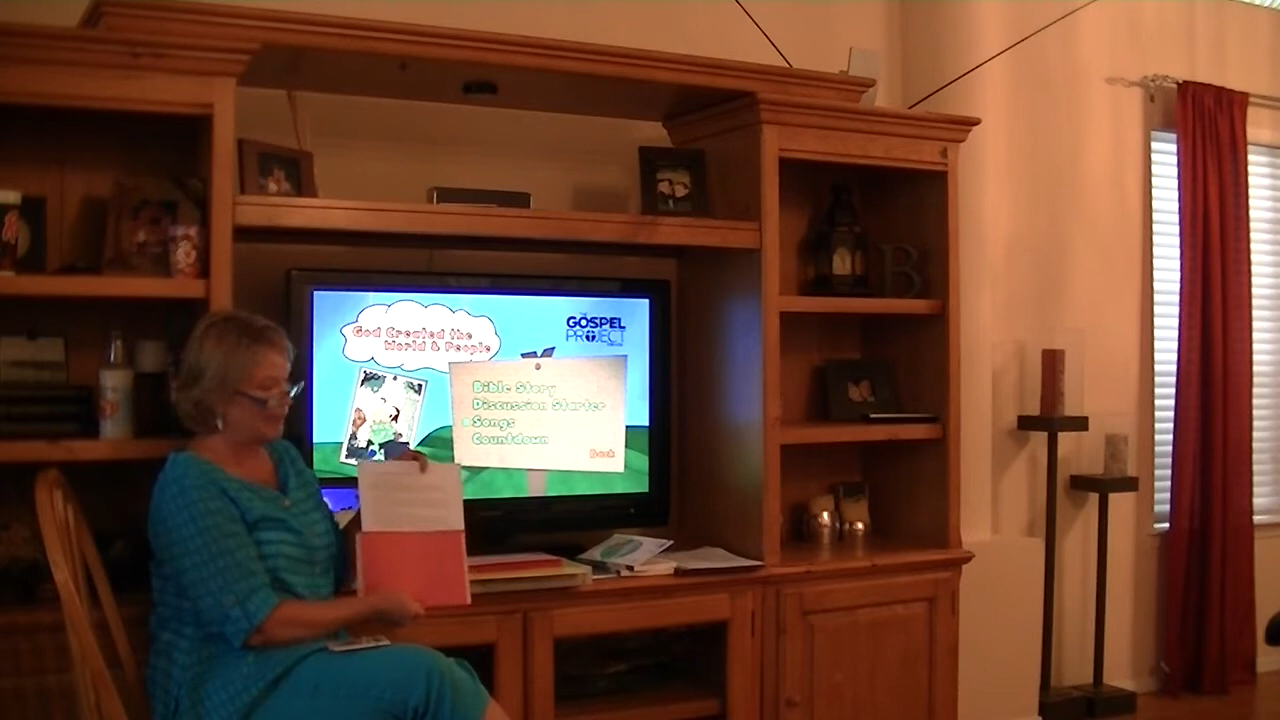 God Created the
World & People
THE
GOSPEL
PROJECT
Bible Story
Discussion Starter
Songs
Countdown
Back
B